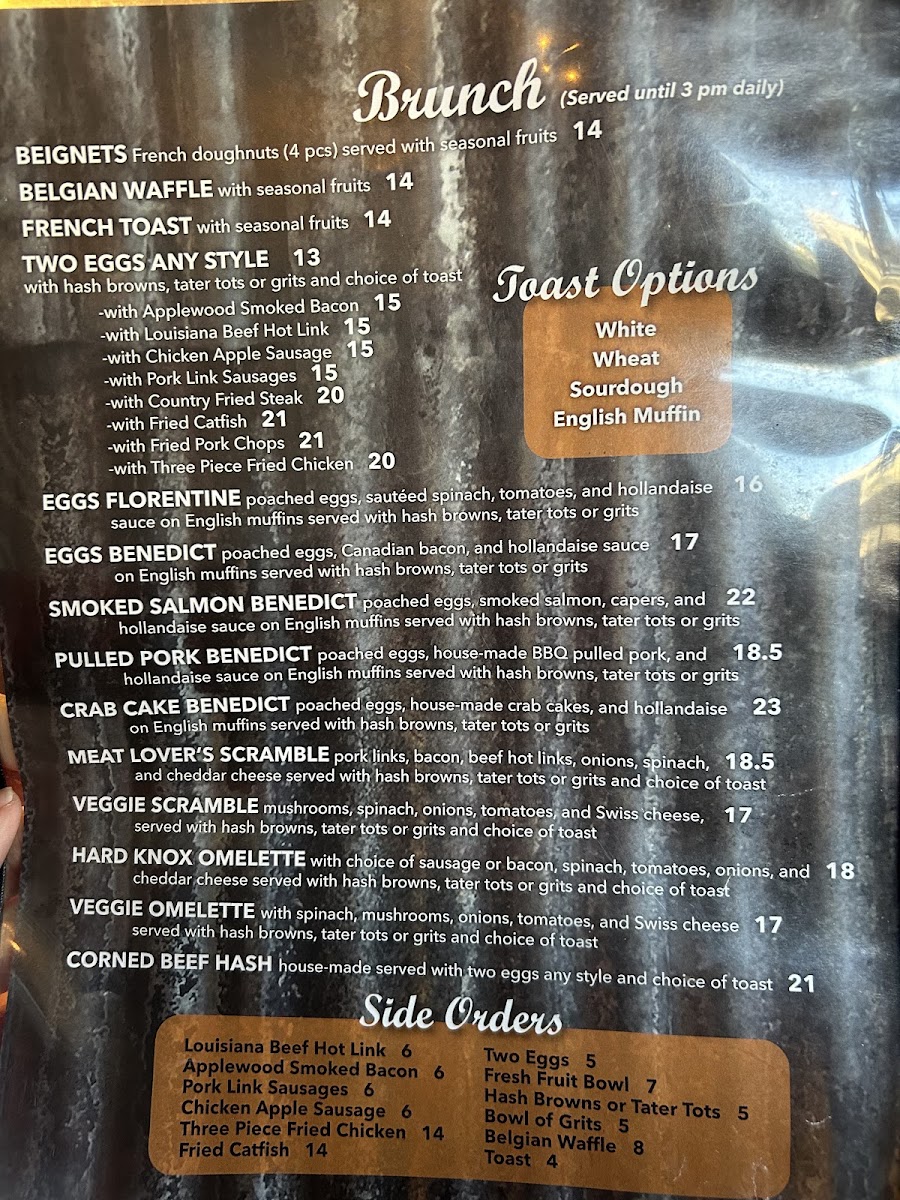 Brunch (Served until 3 pm daily)
BEIGNETS French doughnuts (4 pcs) served with seasonal fruits 14
BELGIAN WAFFLE with seasonal fruits 14
FRENCH TOAST with seasonal fruits 14
TWO EGGS ANY STYLE 13
with hash browns, tater tots or grits and choice of toast
-with Applewood Smoked Bacon 15
-with Louisiana Beef Hot Link 15
-with Chicken Apple Sausage 15
-with Pork Link Sausages 15
-with Country Fried Steak 20
-with Fried Catfish 21
-with Fried Pork Chops 21
-with Three Piece Fried Chicken 20
Toast Options
White
Wheat
Sourdough
English Muffin
EGGS FLORENTINE poached eggs, sautéed spinach, tomatoes, and hollandaise 16
sauce on English muffins served with hash browns, tater tots or grits
EGGS BENEDICT poached eggs, Canadian bacon, and hollandaise sauce 17
on English muffins served with hash browns, tater tots or grits
SMOKED SALMON BENEDICT poached eggs, smoked salmon, capers, and 22
hollandaise sauce on English muffins served with hash browns, tater tots or grits
PULLED PORK BENEDICT poached eggs, house-made BBQ pulled pork, and 18.5
hollandaise sauce on English muffins served with hash browns, tater tots or grits
CRAB CAKE BENEDICT poached eggs, house-made crab cakes, and hollandaise 23
on English muffins served with hash browns, tater tots or grits
MEAT LOVER'S SCRAMBLE pork links, bacon, beef hot links, onions, spinach, 18.5
and cheddar cheese served with hash browns, tater tots or grits and choice of toast
VEGGIE SCRAMBLE mushrooms, spinach, onions, tomatoes, and Swiss cheese, 17
served with hash browns, tater tots or grits and choice of toast
HARD KNOX OMELETTE with choice of sausage or bacon, spinach, tomatoes, onions, and 18
cheddar cheese served with hash browns, tater tots or grits and choice of toast
VEGGIE OMELETTE with spinach, mushrooms, onions, tomatoes, and Swiss cheese 17
served with hash browns, tater tots or grits and choice of toast
CORNED BEEF HASH house-made served with two eggs any style and choice of toast 21
Side Orders
Louisiana Beef Hot Link 6
Applewood Smoked Bacon 6
Pork Link Sausages 6
Chicken Apple Sausage 6
Three Piece Fried Chicken 14
Fried Catfish 14
Two Eggs 5
Fresh Fruit Bowl 7
Hash Browns or Tater Tots 5
Bowl of Grits 5
Belgian Waffle 8
Toast 4